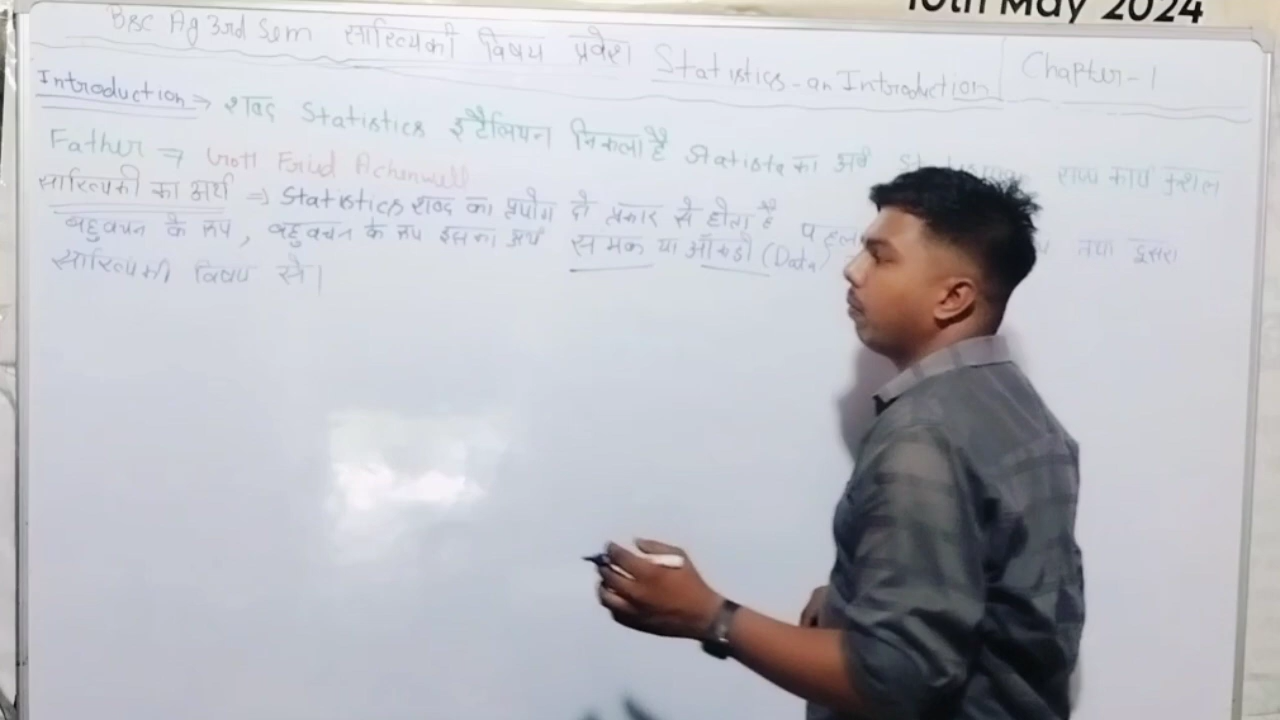 10th May 2024
BSC Ag 3rd Sem सांख्यिकी विषय प्रवेश Statistics - an Introduction Chapter-1
Introduction → शब्द Statistics इटैलियन निकला है Statista का अर्थ राज्य कार्य कुशल
Father → Gott Fried Achenwall
सांख्यिकी का अर्थ ⇒ Statistics शब्द का प्रयोग दो प्रकार से होता है पहला तथा दूसरा
बहुवचन के रूप, बहुवचन के रूप इसका अर्थ समंक या आँकड़ों (Data)
सांख्यिकी विषय से।